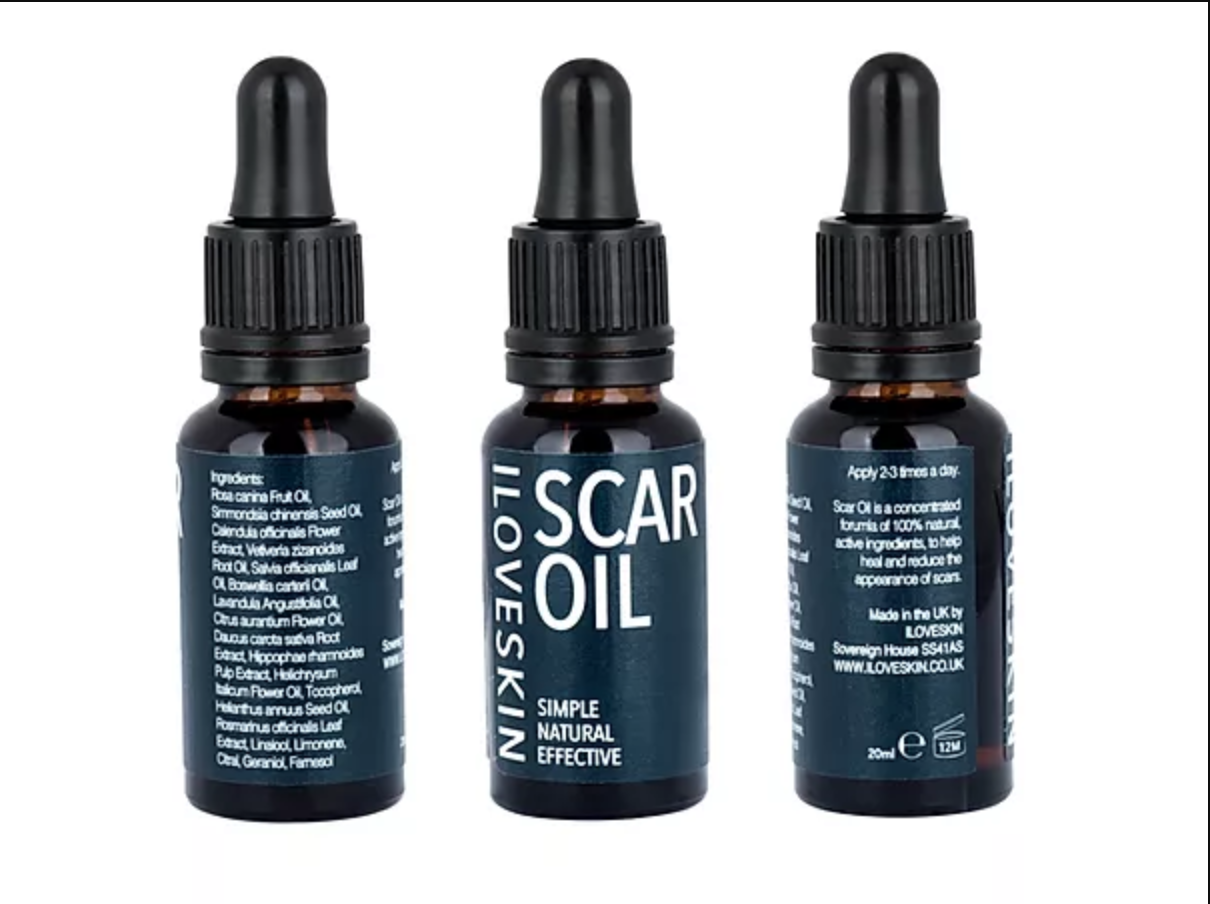 Ingredients:
Rosa canina Fruit Oil,
Simmondsia chinensis Seed Oil,
Calendula officinalis Flower
Extract, Vetiveria zizanoides
Root Oil, Salvia officianalis Leaf
Oil, Boswellia carterii Oil,
Lavandula Angustifolia Oil,
Citrus aurantium Flower Oil,
Daucus carota sativa Root
Extract, Hippophae rhamnoides
Pulp Extract, Helichrysum
Italicum Flower Oil, Tocopherol,
Helianthus annuus Seed Oil,
Rosmarinus officinalis Leaf
Extract, Linalool, Limonene,
Citral, Geraniol, Farnesol
ILOVESKIN
SCAR
OIL
SIMPLE
NATURAL
EFFECTIVE
Apply 2-3 times a day.
Scar Oil is a concentrated
forumla of 100% natural,
active ingredients, to help
heal and reduce the
appearance of scars.
Made in the UK by
ILOVESKIN
Sovereign House SS41AS
WWW.ILOVESKIN.CO.UK
20ml e 12M
ILOVESKIN